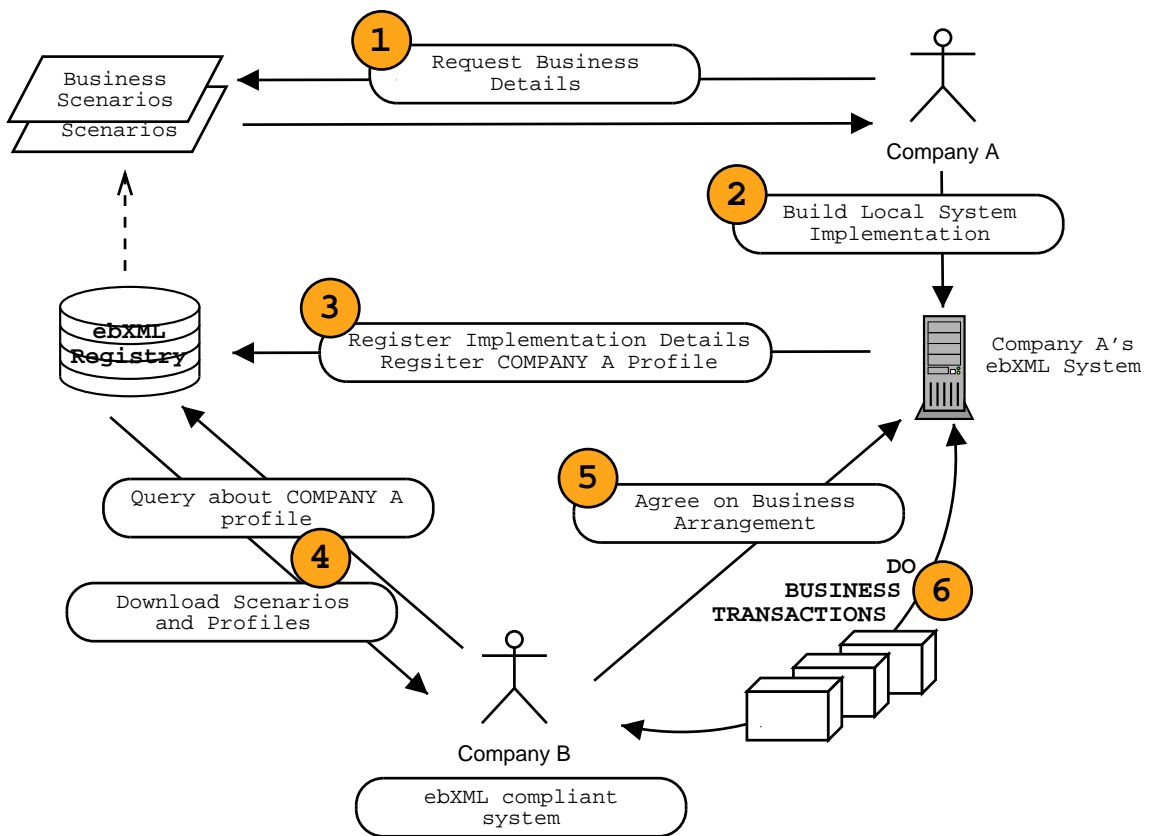 1
Request Business
Details
Business
Scenarios
Scenarios
Company A
2
Build Local System
Implementation
3
Register Implementation Details
Regsiter COMPANY A Profile
ebXML
Registry
Company A's
ebXML System
Query about COMPANY A
profile
4
Download Scenarios
and Profiles
5
Agree on Business
Arrangement
DO
BUSINESS
TRANSACTIONS
6
Company B
ebXML compliant
system